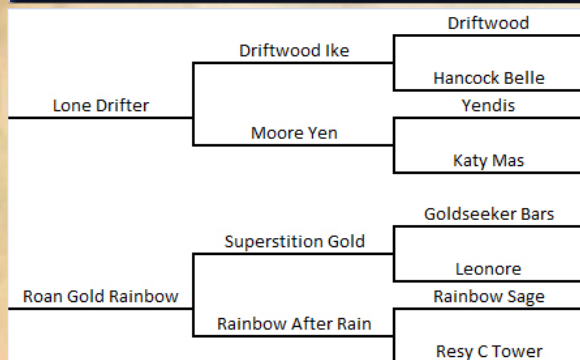 Driftwood
Driftwood Ike
Hancock Belle
Lone Drifter
Yendis
Moore Yen
Katy Mas
Goldseeker Bars
Superstition Gold
Leonore
Roan Gold Rainbow
Rainbow Sage
Rainbow After Rain
Resy C Tower